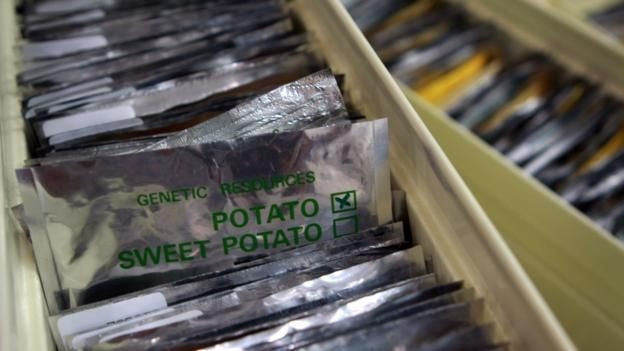 GENETIC RESOURCES
POTATO
SWEET POTATO